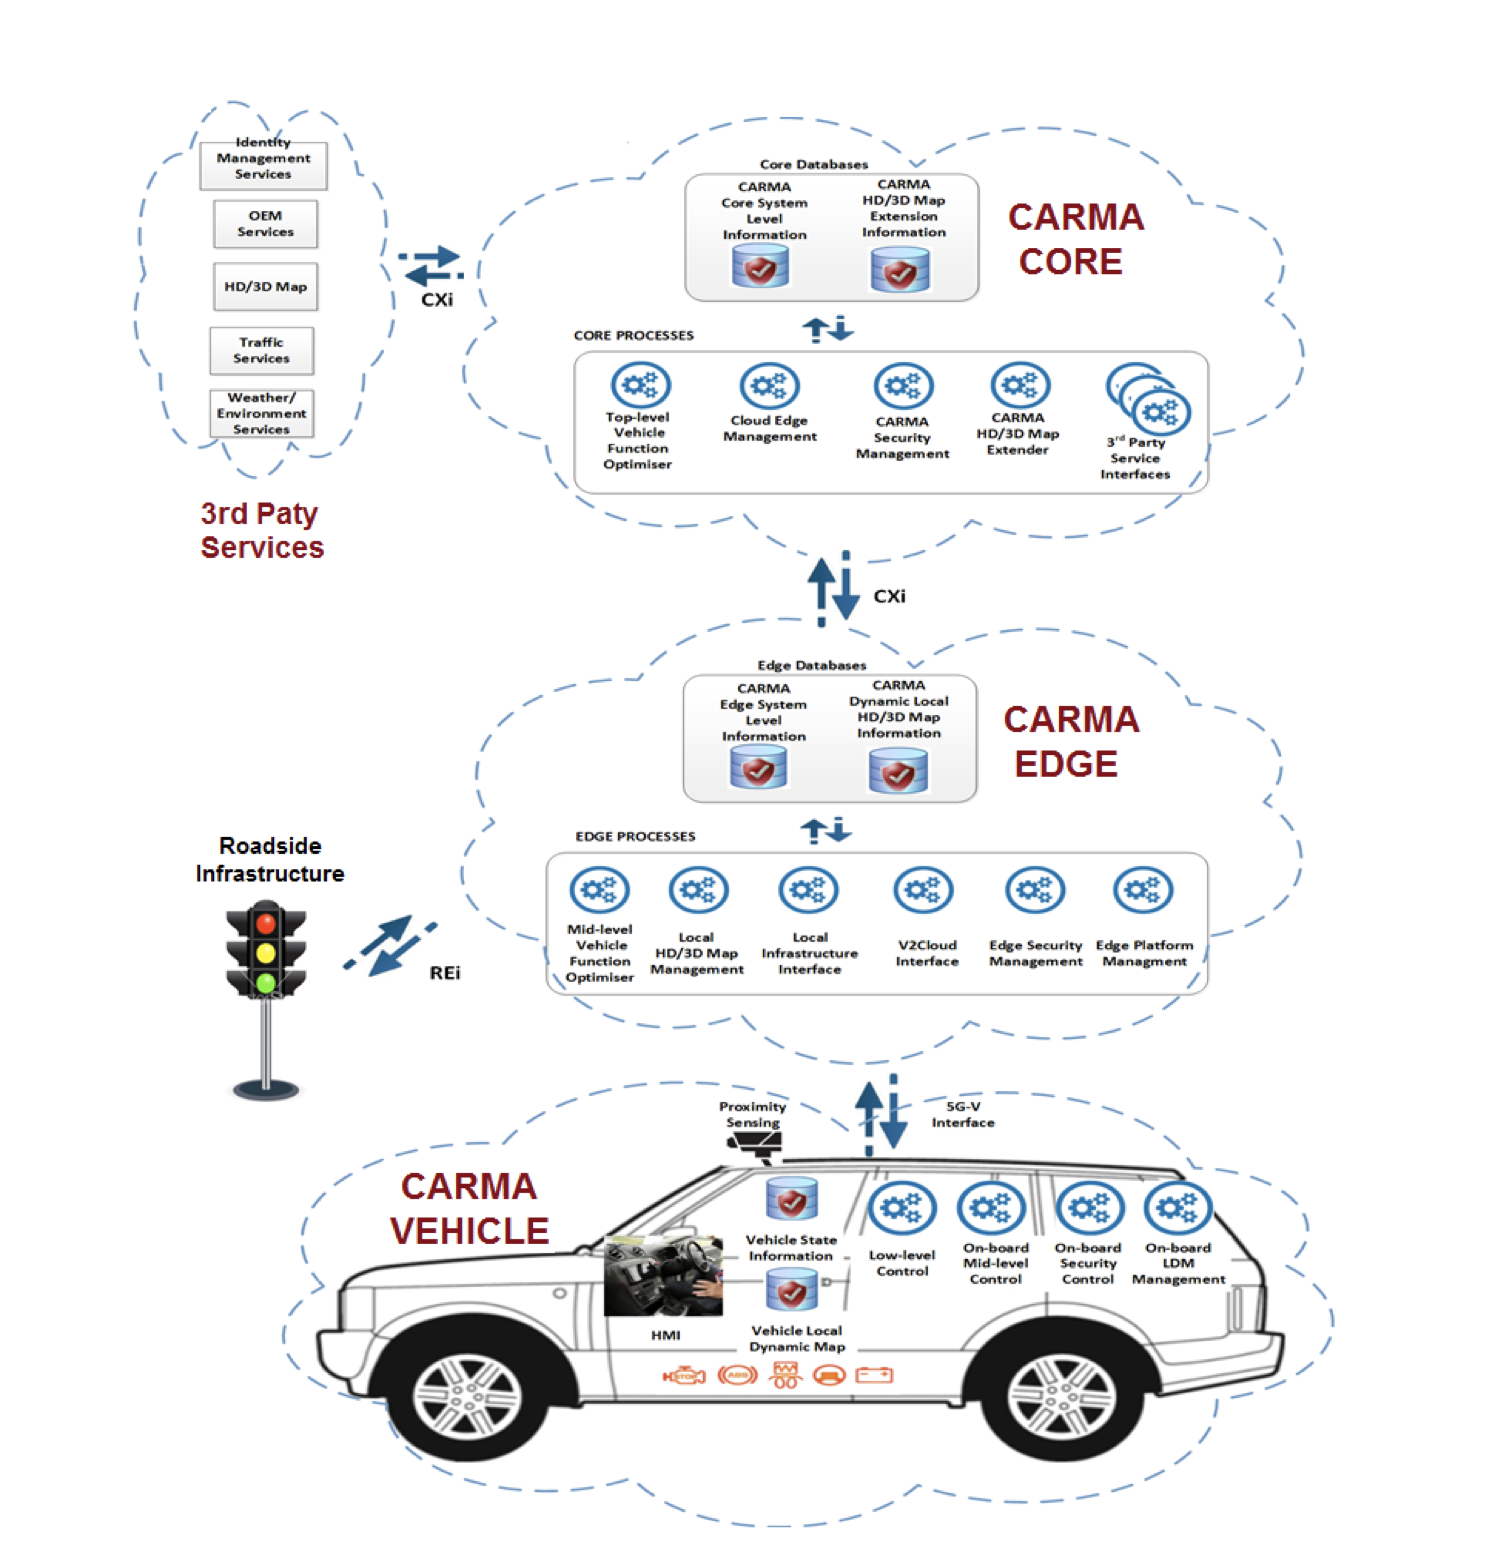 Identity
Management
Services
OEM
Services
HD/3D Map
Traffic
Services
Weather/
Environment
Services
3rd Paty
Services
CXi
Core Databases
CARMA
Core System
Level
Information
CARMA
HD/3D Map
Extension
Information
CARMA
CORE
CORE PROCESSES
Top-level
Vehicle
Function
Optimiser
Cloud Edge
Management
CARMA
Security
Management
CARMA
HD/3D Map
Extender
3rd Party
Service
Interfaces
CXi
Edge Databases
CARMA
Edge System
Level
Information
CARMA
Dynamic Local
HD/3D Map
Information
CARMA
EDGE
EDGE PROCESSES
Mid-level
Vehicle
Function
Optimiser
Local
HD/3D Map
Management
Local
Infrastructure
Interface
V2Cloud
Interface
Edge Security
Management
Edge Platform
Managment
Roadside
Infrastructure
REi
5G-V
Interface
Proximity
Sensing
CARMA
VEHICLE
Vehicle State
Information
Vehicle Local
Dynamic Map
HMI
Low-level
Control
On-board
Mid-level
Control
On-board
Security
Control
On-board
LDM
Management
STOP
ABS